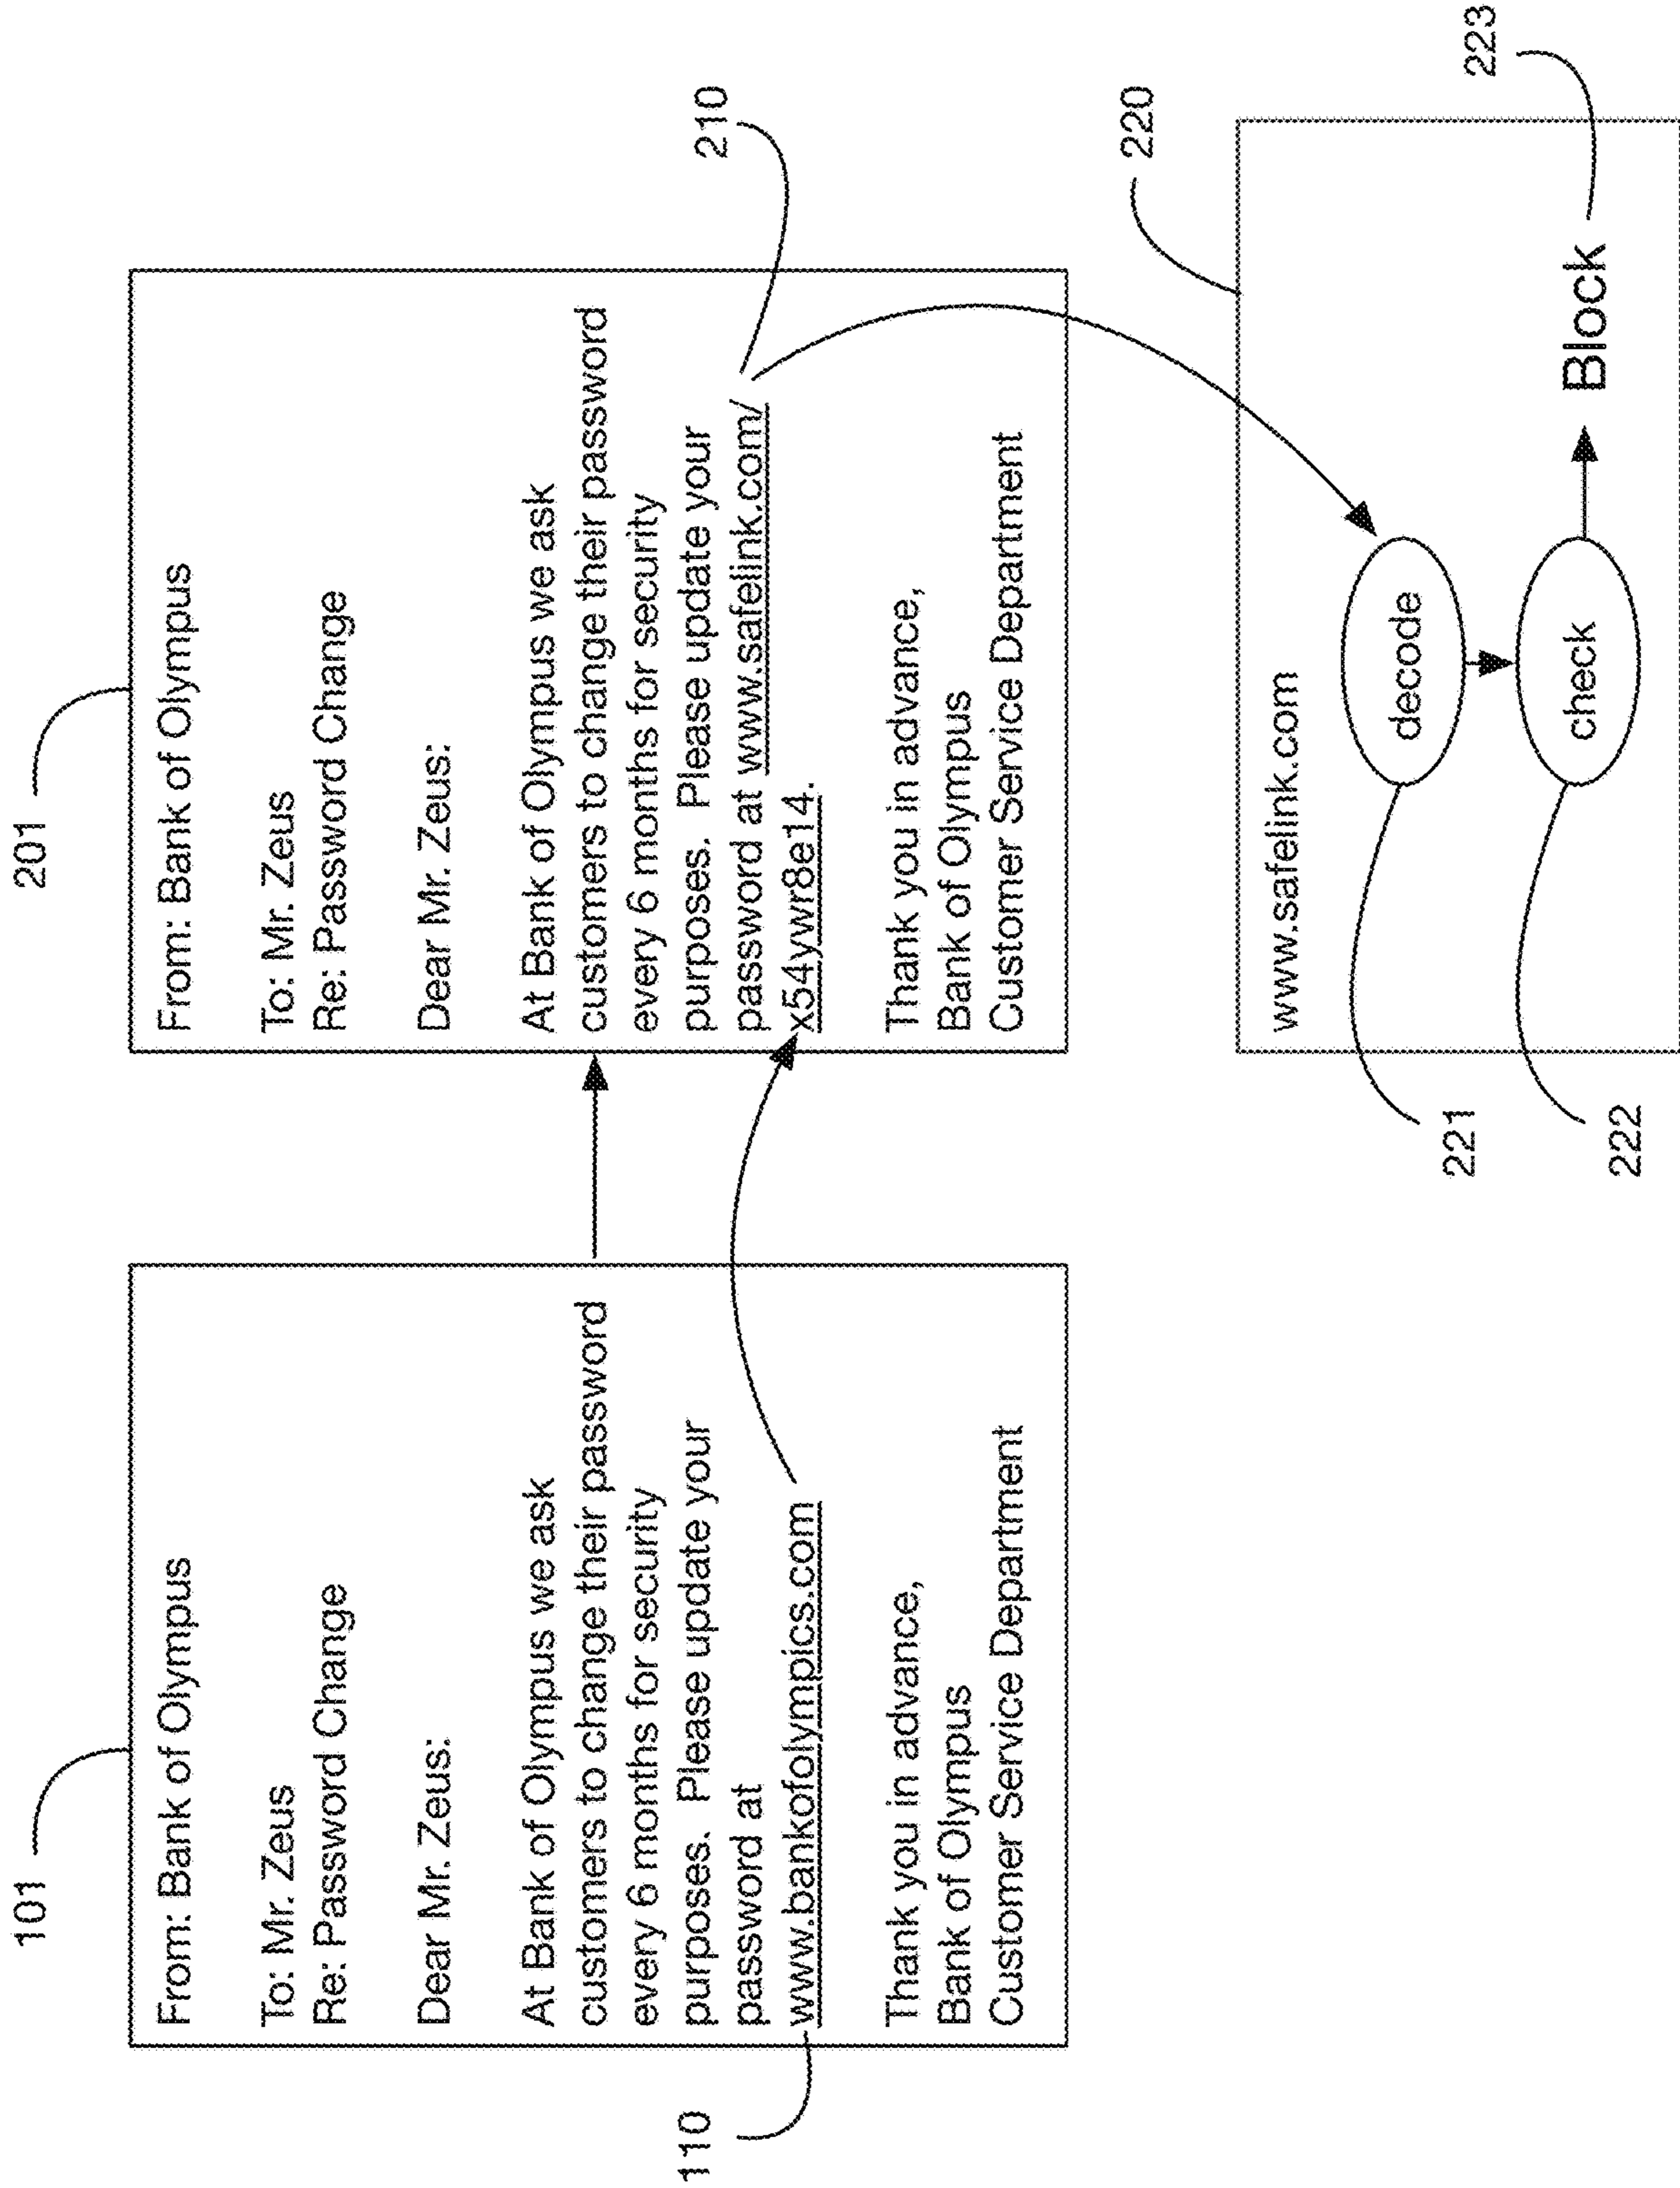 101
From: Bank of Olympus
To: Mr. Zeus
Re: Password Change
Dear Mr. Zeus:
At Bank of Olympus we ask
customers to change their password
every 6 months for security
purposes. Please update your
password at
www.bankofolympics.com
Thank you in advance,
Bank of Olympus
Customer Service Department
110
201
From: Bank of Olympus
To: Mr. Zeus
Re: Password Change
Dear Mr. Zeus:
At Bank of Olympus we ask
customers to change their password
every 6 months for security
purposes. Please update your
password at www.safelink.com/
x54ywr8e14.
Thank you in advance,
Bank of Olympus
Customer Service Department
210
220
www.safelink.com
decode
check
Block
221
222
223